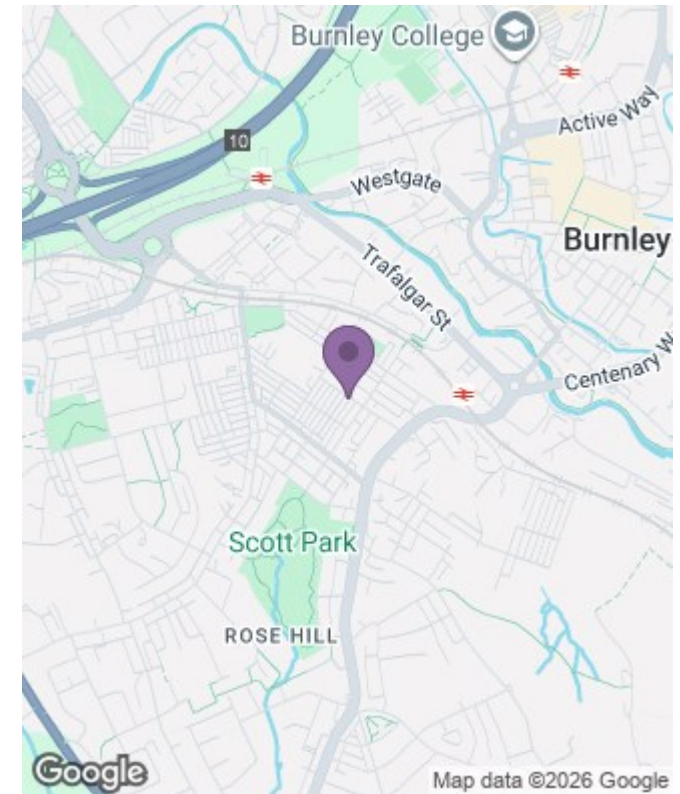 Burnley College
Active Way
10
Westgate
Burnley
Trafalgar St
Centenary W
Scott Park
ROSE HILL
Google
Map data ©2026 Google